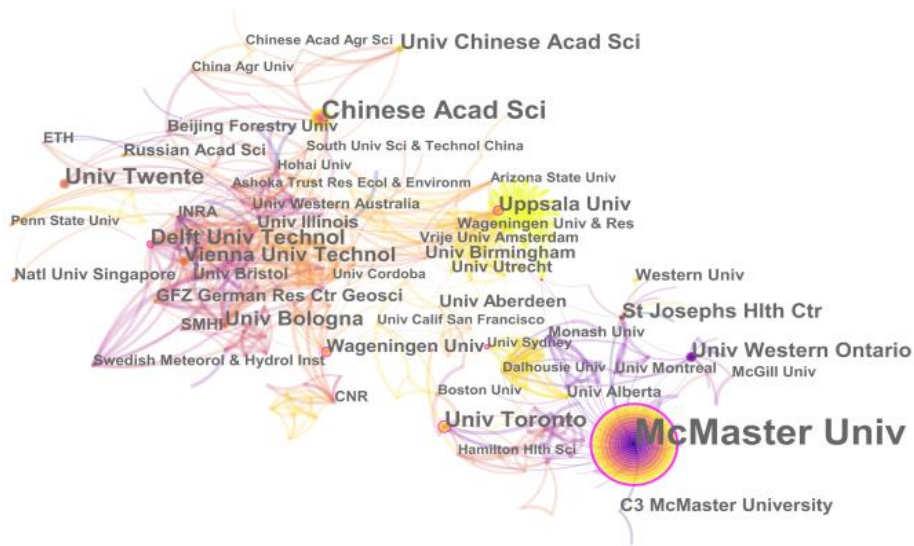 Chinese Acad Agr Sci
Univ Chinese Acad Sci
China Agr Univ
Chinese Acad Sci
Beijing Forestry Univ
ETH
Russian Acad Sci
South Univ Sci & Technol China
Hohai Univ
Univ Twente
Ashoka Trust Res Ecol & Environm
Arizona State Univ
Univ Western Australia
Uppsala Univ
INRA
Penn State Univ
Univ Illinois
Wageningen Univ & Res
Delft Univ Technol
Vrije Univ Amsterdam
Vienna Univ Technol
Univ Birmingham
Natl Univ Singapore
Univ Bristol
Univ Cordoba
Univ Utrecht
Western Univ
GFZ German Res Ctr Geosci
Univ Aberdeen
St Josephs Hlth Ctr
SMHI
Univ Bologna
Univ Calif San Francisco
Monash Univ
Wageningen Univ
Univ Sydney
Univ Western Ontario
Swedish Meteorol & Hydrol Inst
Dalhousie Univ
Univ Montreal
McGill Univ
CNR
Boston Univ
Univ Alberta
Univ Toronto
McMaster Univ
Hamilton Hlth Sci
C3 McMaster University